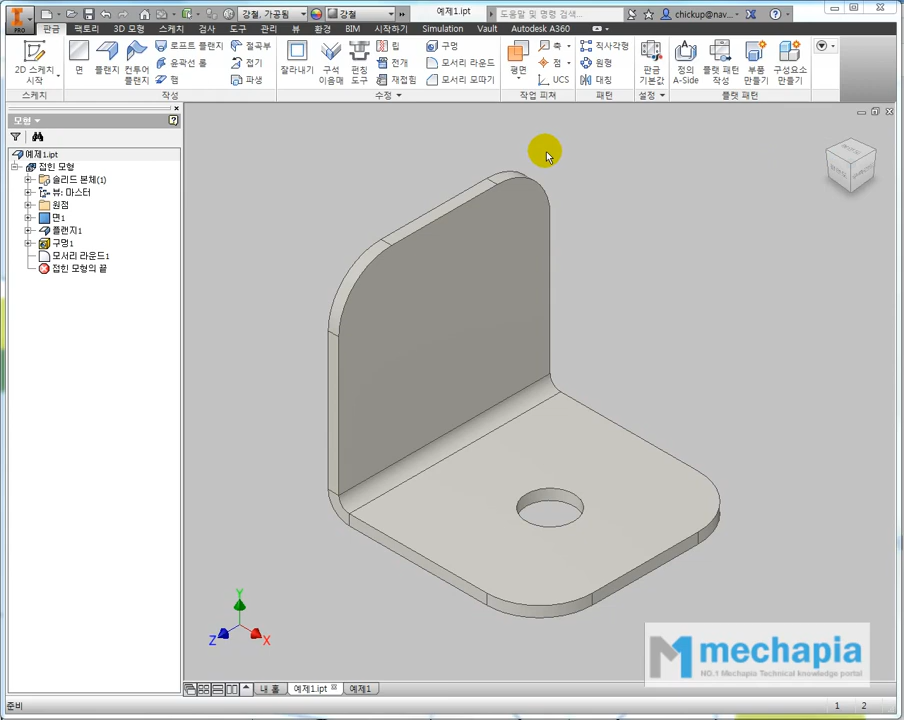 PRO
강철, 가공됨
강철
예제1.ipt
도움말 및 명령 검색...
chickup@nav...
판금
팩토리
3D 모형
스케치
검사
도구
관리
뷰
환경
BIM
시작하기
Simulation
Vault
Autodesk A360
2D 스케치
시작
스케치
면
플랜지
컨투어
플랜지
로프트 플랜지
윤곽선 롤
헴
절곡부
접기
파생
작성
잘라내기
구석
이음매
펀칭
도구
립
전개
재접힘
구멍
모서리 라운드
모서리 모따기
수정
평면
축
점
UCS
작업 피쳐
직사각형
원형
대칭
패턴
판금
기본값
설정
정의
A-Side
플랫 패턴
작성
부품
만들기
구성요소
만들기
플랫 패턴
모형
예제1.ipt
접힌 모형
솔리드 본체(1)
뷰: 마스터
원점
면1
플랜지1
구멍1
모서리 라운드1
접힌 모형의 끝
Y
Z
X
mechapia
NO.1 Mechapia Technical knowledge portal
내 홈
예제1.ipt
예제1
준비
1
2